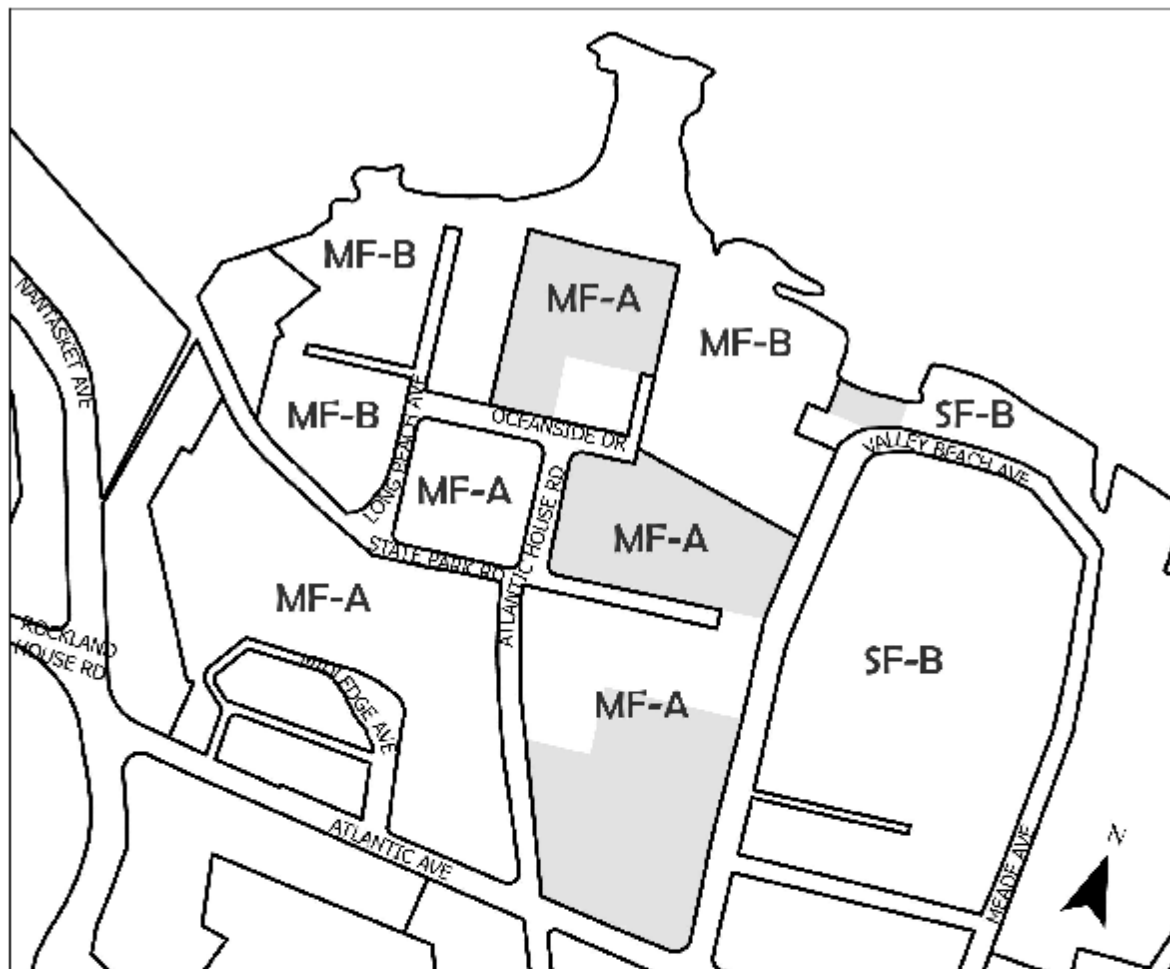 MF-B
MF-A
MF-B
NANTASKET AVE
MF-B
LONG BEACH AVE
OCEANSIDE DR
SF-B
VALLEY BEACH AVE
MF-A
ATLANTIC HOUSE RD
MF-A
STATE PARK RD
MF-A
ROCKLAND
HOUSE RD
SF-B
MF-A
ATLANTIC AVE
MEADE AVE
N